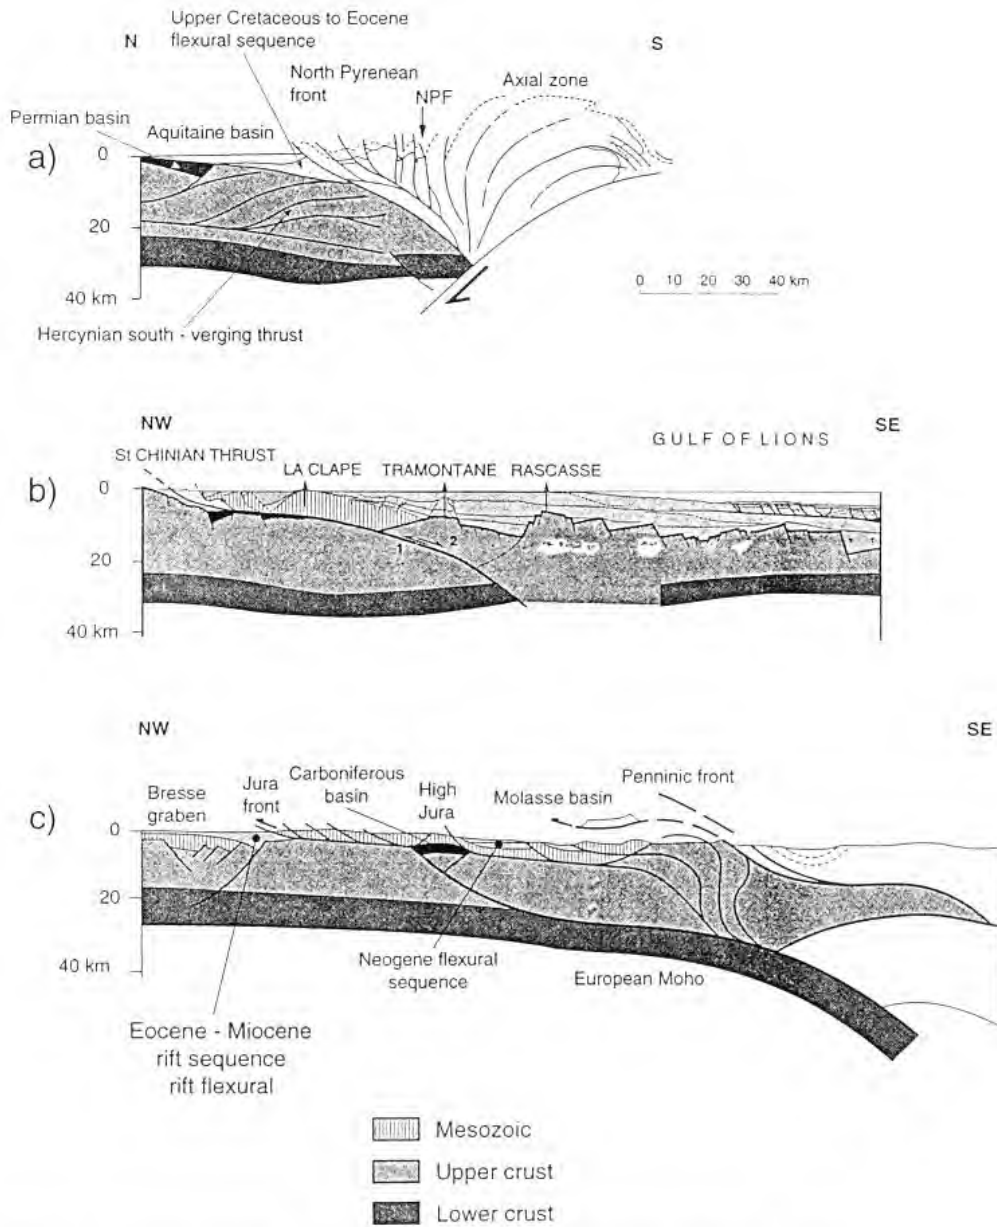 Upper Cretaceous to Eocene
flexural sequence
N
S
North Pyrenean
front
Axial zone
NPF
Permian basin
Aquitaine basin
a)
0
20
40 km
0 10 20 30 40 km
Hercynian south - verging thrust
NW
SE
GULF OF LIONS
St CHINIAN THRUST
LA CLAPE
TRAMONTANE
RASCASSE
b)
0
20
40 km
1
2
NW
SE
Bresse
graben
Jura
front
Carboniferous
basin
High
Jura
Molasse basin
Penninic front
c)
0
20
40 km
Neogene flexural
sequence
European Moho
Eocene - Miocene
rift sequence
rift flexural
Mesozoic
Upper crust
Lower crust